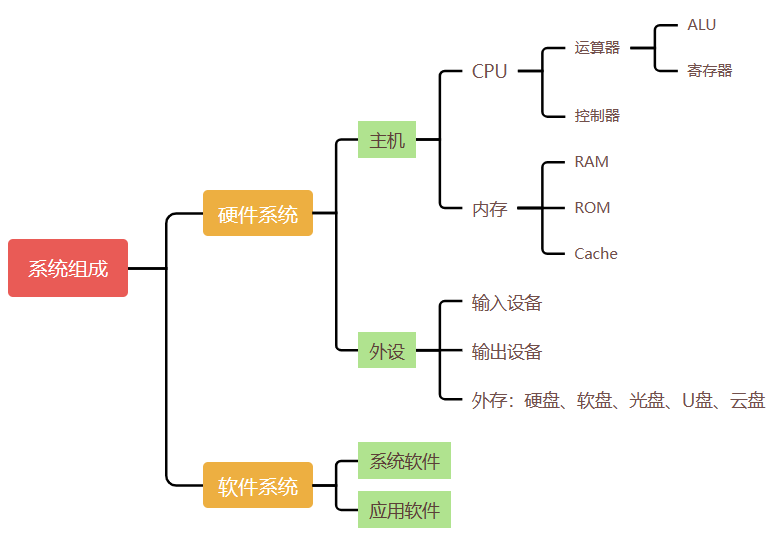 系统组成
硬件系统
主机
CPU
运算器
ALU
寄存器
控制器
内存
RAM
ROM
Cache
外设
输入设备
输出设备
外存：硬盘、软盘、光盘、U盘、云盘
软件系统
系统软件
应用软件